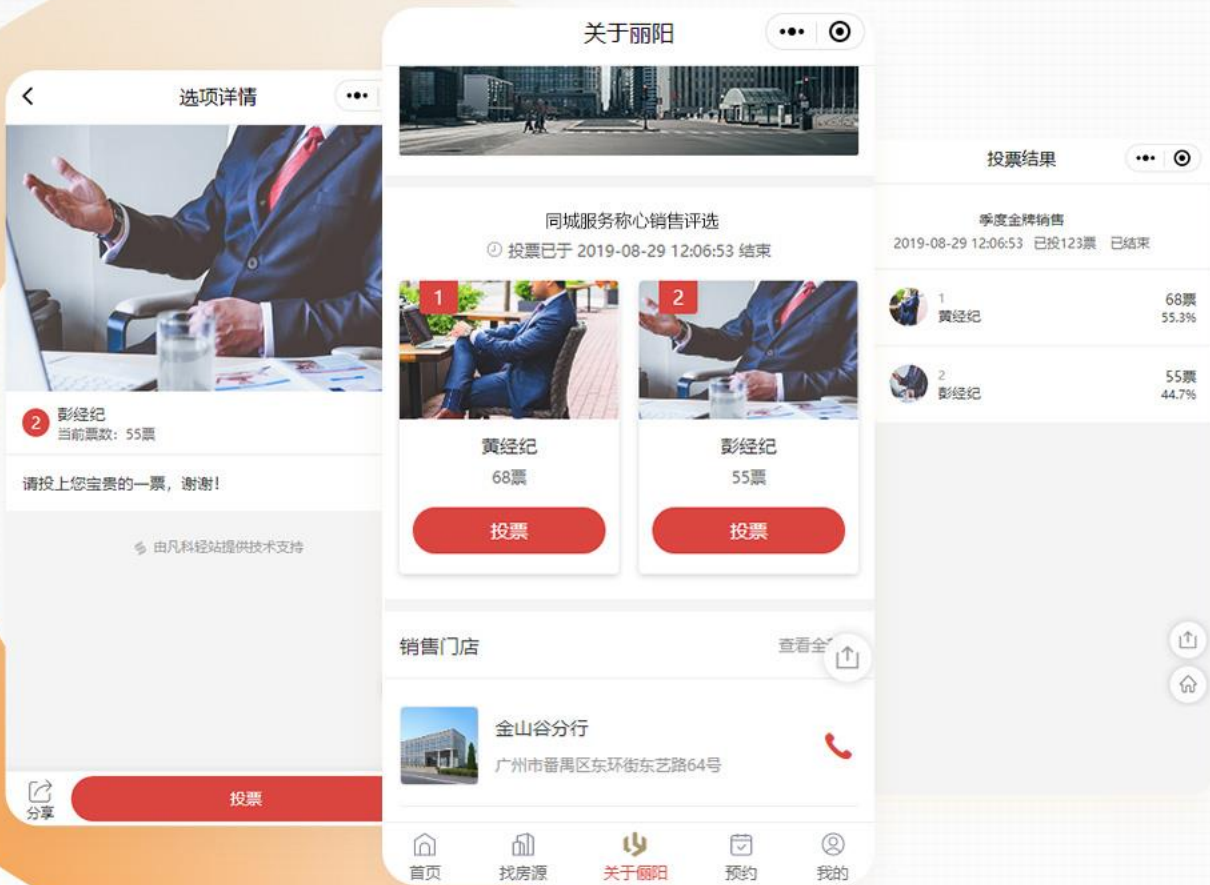 选项详情
2
彭经纪
当前票数：55票
请投上您宝贵的一票，谢谢！
由凡科轻站提供技术支持
分享
投票
关于丽阳
同城服务称心销售评选
投票已于 2019-08-29 12:06:53 结束
1
2
黄经纪
彭经纪
68票
55票
投票
投票
销售门店
查看全
金山谷分行
广州市番禺区东环街东艺路64号
首页
找房源
关于俪阳
预约
我的
投票结果
季度金牌销售
2019-08-29 12:06:53 已投123票 已结束
1
68票
黄经纪
55.3%
2
55票
彭经纪
44.7%